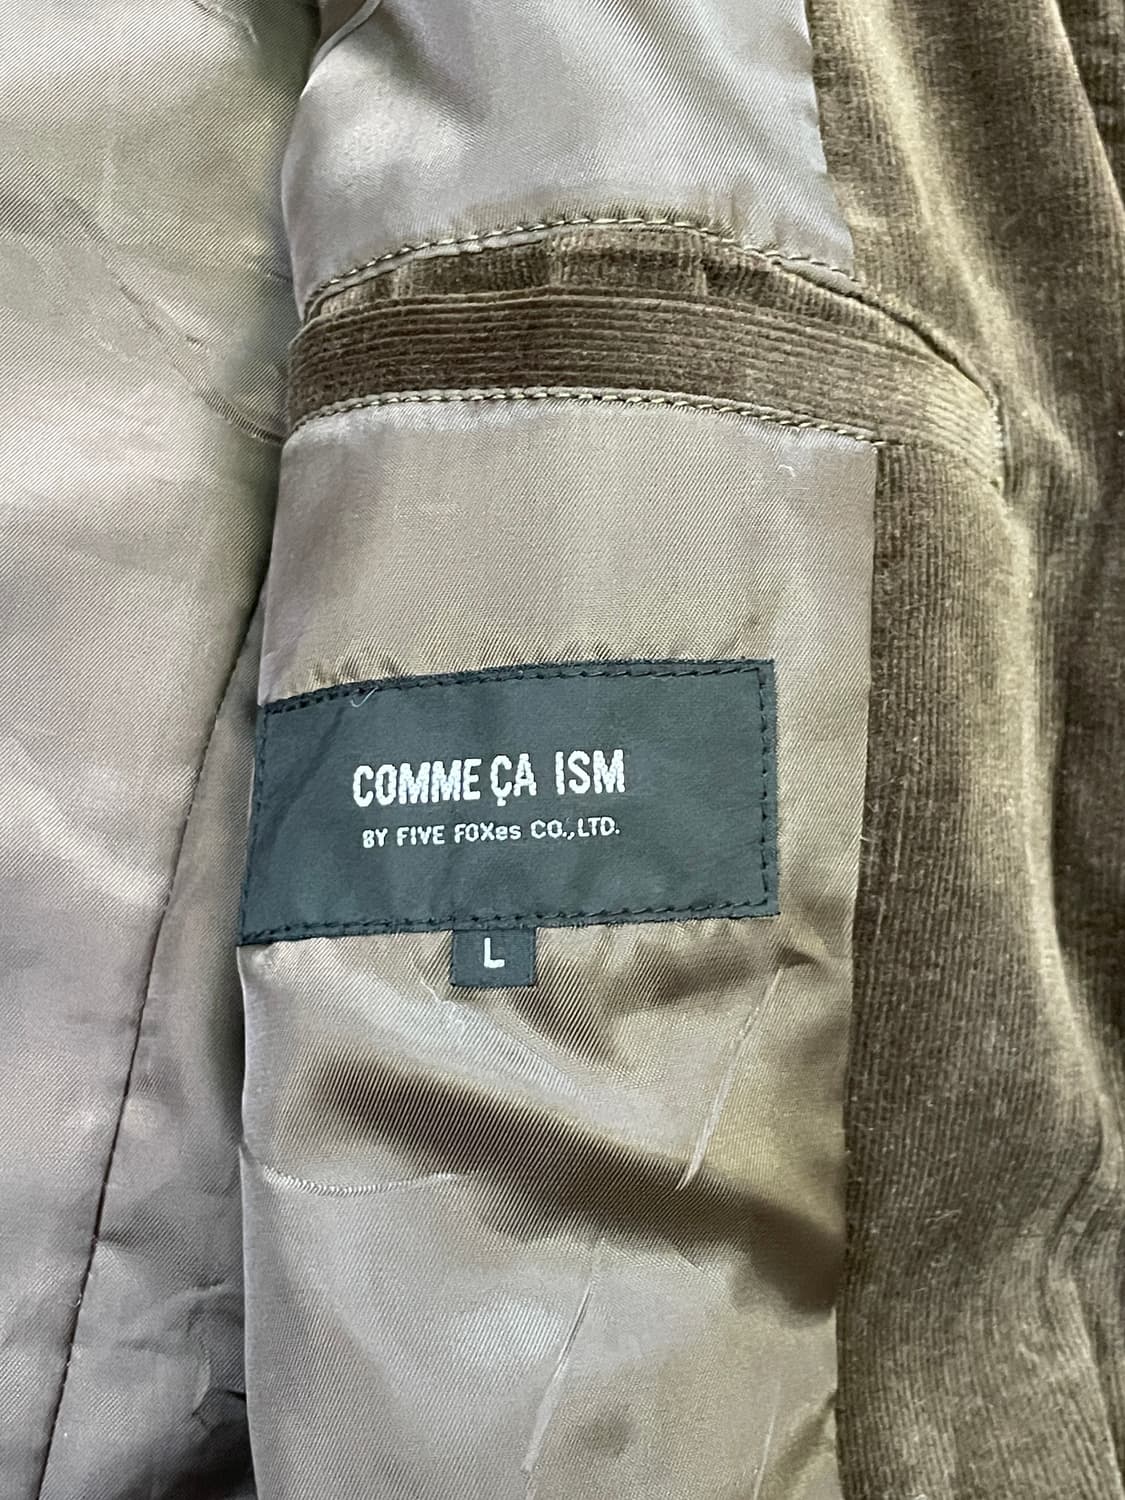 COMME ÇA ISM
BY FIVE FOXes CO.,LTD.
L